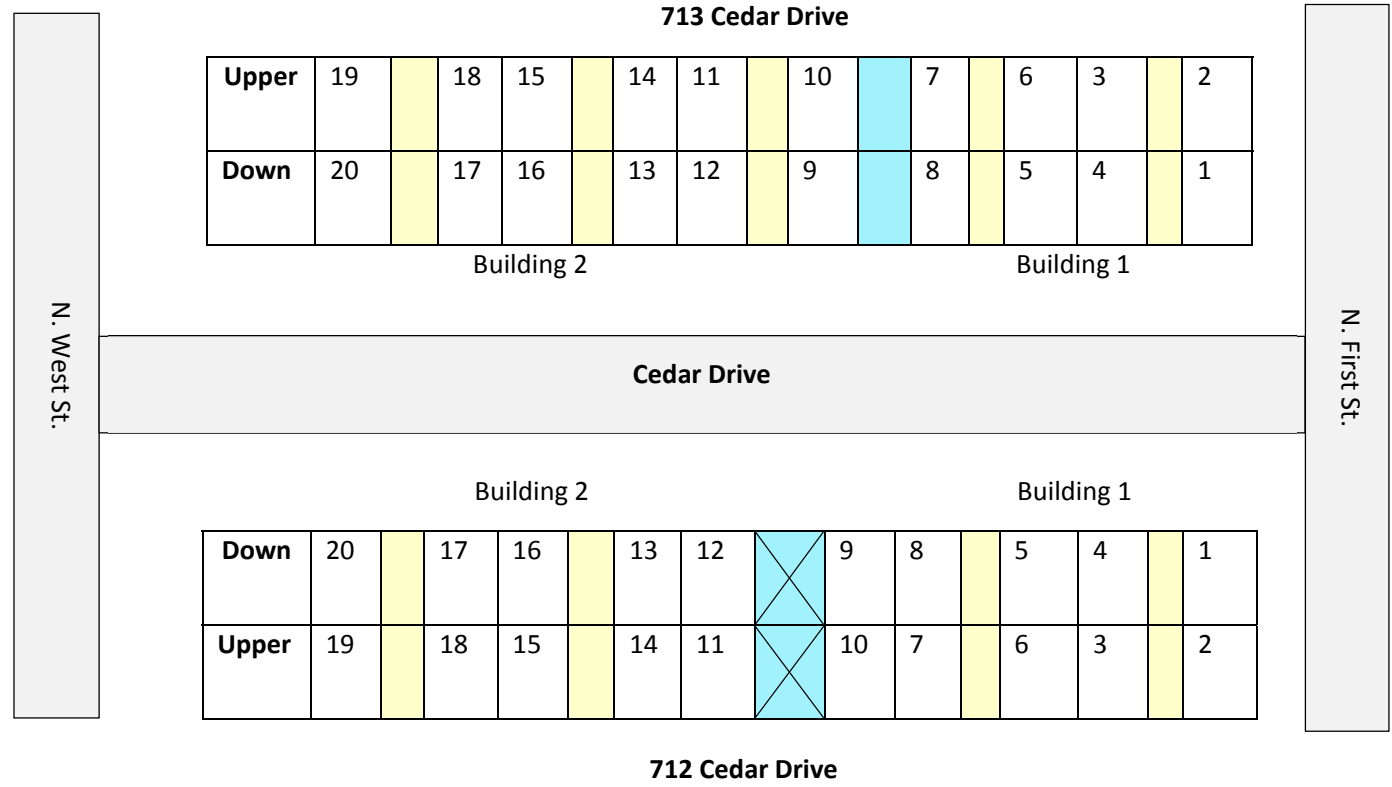 713 Cedar Drive
Upper 19 18 15 14 11 10 7 6 3 2
Down 20 17 16 13 12 9 8 5 4 1
Building 2 Building 1
N. West St.
Cedar Drive
N. First St.
Building 2 Building 1
Down 20 17 16 13 12 9 8 5 4 1
Upper 19 18 15 14 11 10 7 6 3 2
712 Cedar Drive